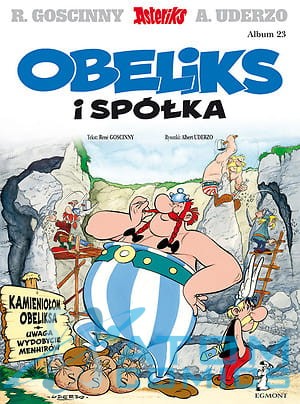 R. GOSCINNY Asteriks A. UDERZO
Album 23
OBELIKS
I SPÓŁKA
Tekst: René GOSCINNY Rysunki: Albert UDERZO
KAMIENIOŁOM
OBELIKSA
UWAGA
WYDOBYCIE
MENHIRÓW
UDERZO
EGMONT